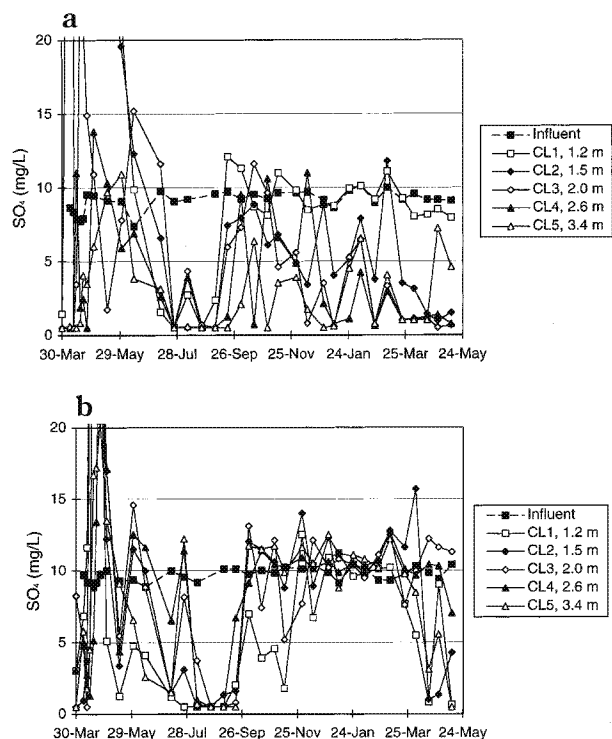 a
SO₄ (mg/L)
20
15
10
5
0
30-Mar 29-May 28-Jul 26-Sep 25-Nov 24-Jan 25-Mar 24-May
Influent
CL1, 1.2 m
CL2, 1.5 m
CL3, 2.0 m
CL4, 2.6 m
CL5, 3.4 m
b
SO₄ (mg/L)
20
15
10
5
0
30-Mar 29-May 28-Jul 26-Sep 25-Nov 24-Jan 25-Mar 24-May
Influent
CL1, 1.2 m
CL2, 1.5 m
CL3, 2.0 m
CL4, 2.6 m
CL5, 3.4 m